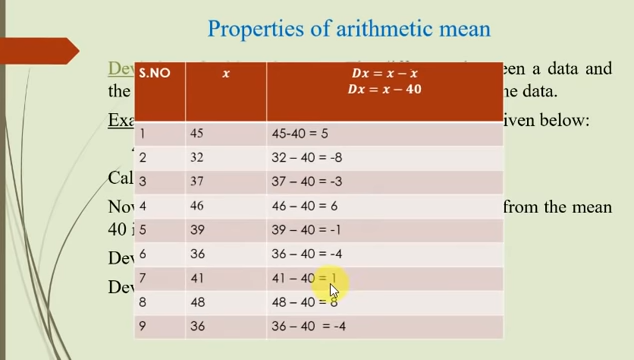 Properties of arithmetic mean
Dev
een a data and
the
ne data.
Exa
iven below:
Cal
Now
from the mean
40 i
Dev
Dev
S.NO x Dx = x − x
Dx = x − 40
1 45 45-40 = 5
2 32 32 – 40 = -8
3 37 37 – 40 = -3
4 46 46 – 40 = 6
5 39 39 – 40 = -1
6 36 36 – 40 = -4
7 41 41 – 40 = 1
8 48 48 – 40 = 8
9 36 36 – 40 = -4